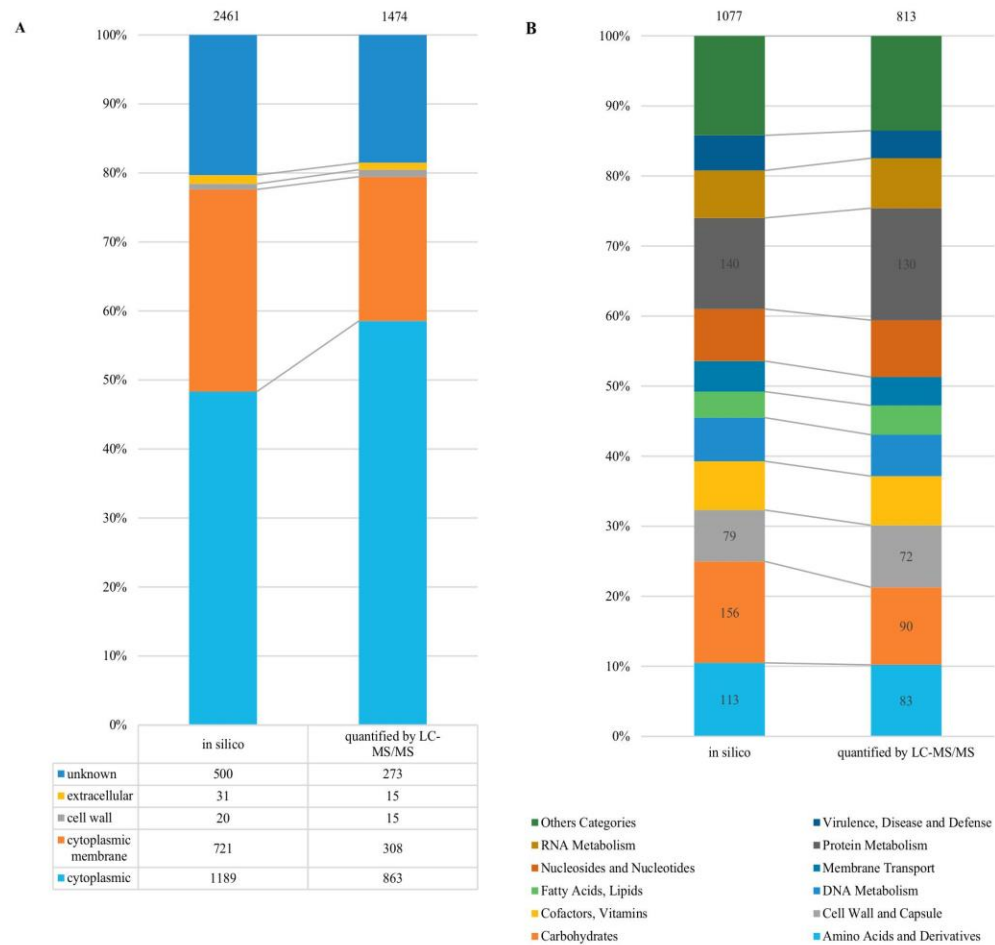 A
2461
1474
100%
90%
80%
70%
60%
50%
40%
30%
20%
10%
0%
in silico
quantified by LC-
MS/MS
unknown
500
273
extracellular
31
15
cell wall
20
15
cytoplasmic
membrane
721
308
cytoplasmic
1189
863
B
1077
813
100%
90%
80%
70%
60%
50%
40%
30%
20%
10%
0%
140
130
79
72
156
90
113
83
in silico
quantified by LC-MS/MS
Others Categories
Virulence, Disease and Defense
RNA Metabolism
Protein Metabolism
Nucleosides and Nucleotides
Membrane Transport
Fatty Acids, Lipids
DNA Metabolism
Cofactors, Vitamins
Cell Wall and Capsule
Carbohydrates
Amino Acids and Derivatives